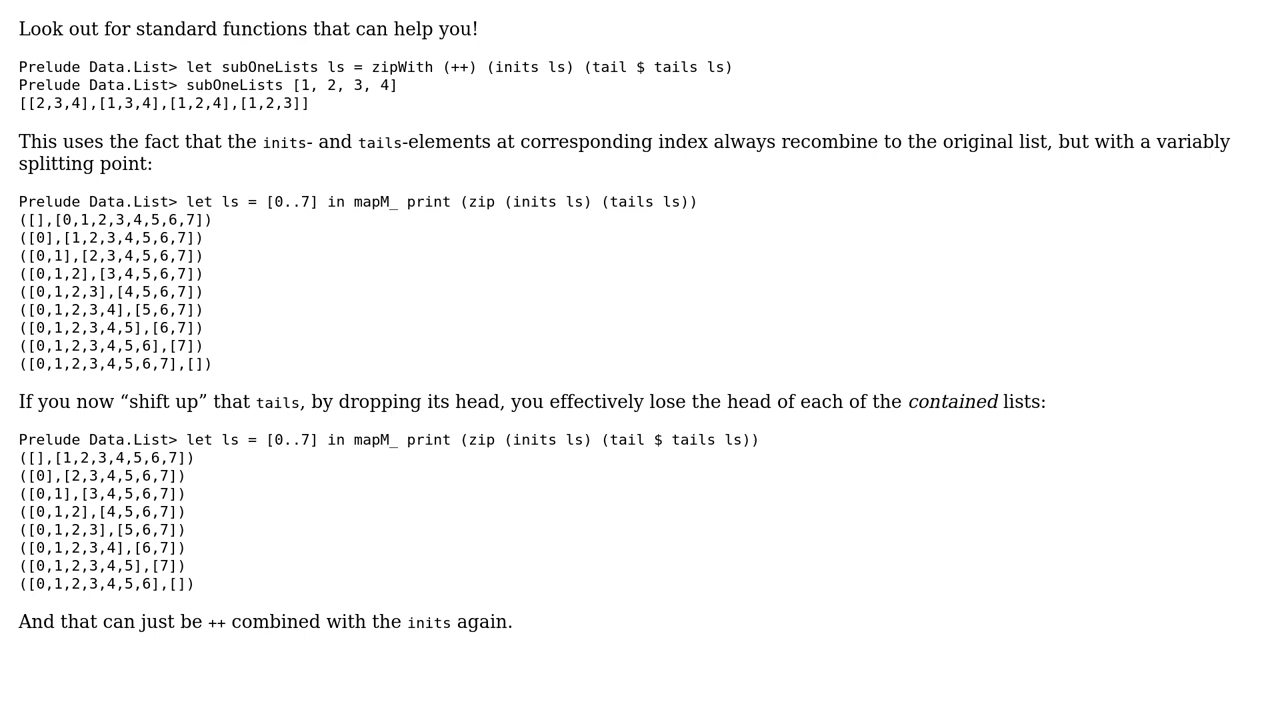 Look out for standard functions that can help you!
Prelude Data.List> let subOneLists ls = zipWith (++) (inits ls) (tail $ tails ls)
Prelude Data.List> subOneLists [1, 2, 3, 4]
[[2,3,4],[1,3,4],[1,2,4],[1,2,3]]
This uses the fact that the inits- and tails-elements at corresponding index always recombine to the original list, but with a variably
splitting point:
Prelude Data.List> let ls = [0..7] in mapM_ print (zip (inits ls) (tails ls))
([],[0,1,2,3,4,5,6,7])
([0],[1,2,3,4,5,6,7])
([0,1],[2,3,4,5,6,7])
([0,1,2],[3,4,5,6,7])
([0,1,2,3],[4,5,6,7])
([0,1,2,3,4],[5,6,7])
([0,1,2,3,4,5],[6,7])
([0,1,2,3,4,5,6],[7])
([0,1,2,3,4,5,6,7],[])
If you now “shift up” that tails, by dropping its head, you effectively lose the head of each of the contained lists:
Prelude Data.List> let ls = [0..7] in mapM_ print (zip (inits ls) (tail $ tails ls))
([],[1,2,3,4,5,6,7])
([0],[2,3,4,5,6,7])
([0,1],[3,4,5,6,7])
([0,1,2],[4,5,6,7])
([0,1,2,3],[5,6,7])
([0,1,2,3,4],[6,7])
([0,1,2,3,4,5],[7])
([0,1,2,3,4,5,6],[])
And that can just be ++ combined with the inits again.